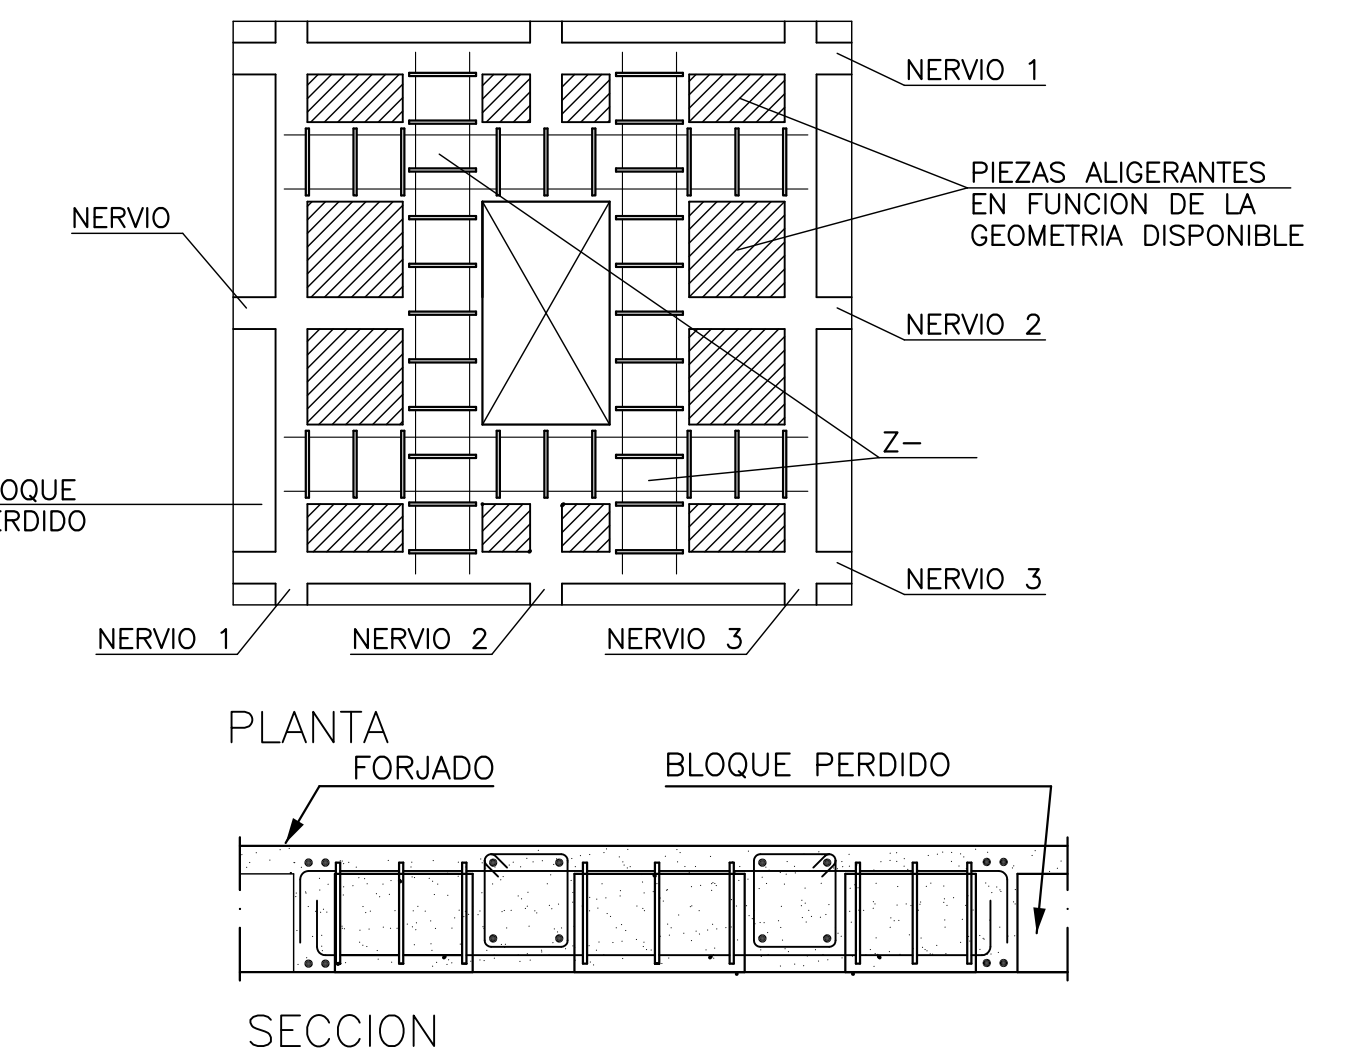 NERVIO 1
PIEZAS ALIGERANTES
EN FUNCION DE LA
GEOMETRIA DISPONIBLE
NERVIO
NERVIO 2
Z-
OQUE
ERDIDO
NERVIO 3
NERVIO 1
NERVIO 2
NERVIO 3
PLANTA
FORJADO
BLOQUE PERDIDO
SECCION